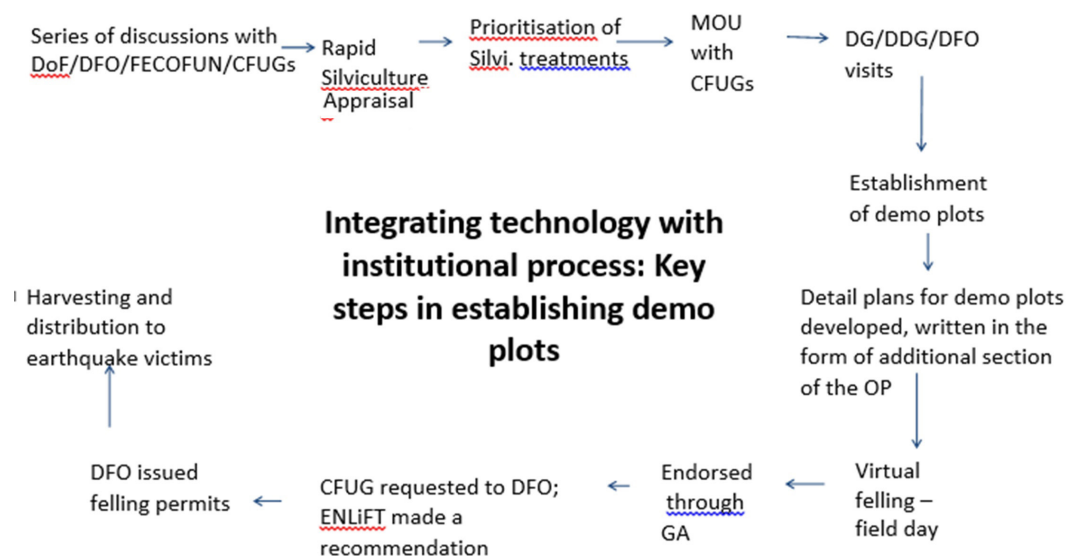 Series of discussions with
DoF/DFO/FECOFUN/CFUGs
Rapid
Silviculture
Appraisal
Prioritisation of
Silvi. treatments
MOU
with
CFUGs
DG/DDG/DFO
visits
Establishment
of demo plots
Detail plans for demo plots
developed, written in the
form of additional section
of the OP
Virtual
felling –
field day
Endorsed
through
GA
CFUG requested to DFO;
ENLiFT made a
recommendation
DFO issued
felling permits
Harvesting and
distribution to
earthquake victims
Integrating technology with
institutional process: Key
steps in establishing demo
plots